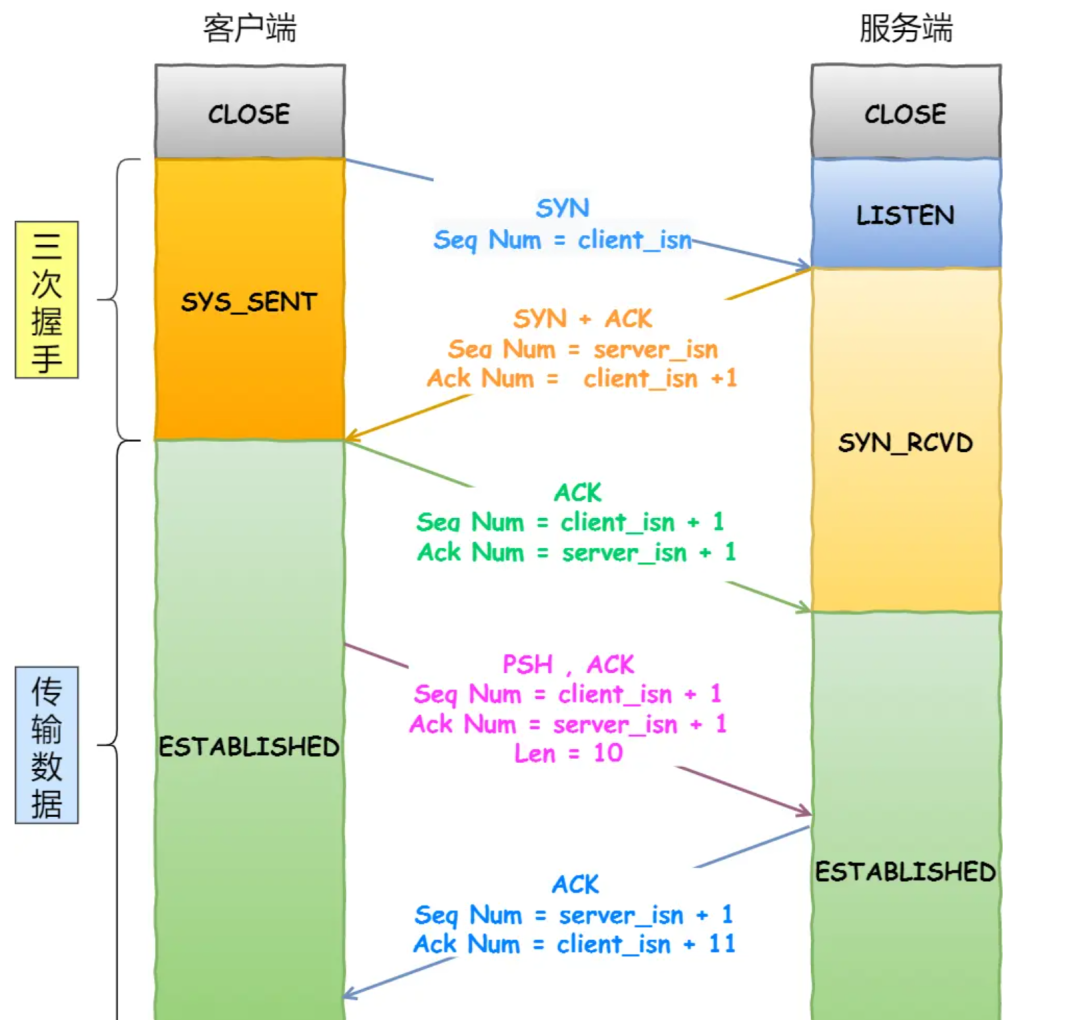 客户端
服务端
CLOSE
CLOSE
三次握手
SYS_SENT
LISTEN
SYN
Seq Num = client_isn
SYN + ACK
Seq Num = server_isn
Ack Num = client_isn +1
SYN_RCVD
ACK
Seq Num = client_isn + 1
Ack Num = server_isn + 1
传输数据
ESTABLISHED
PSH , ACK
Seq Num = client_isn + 1
Ack Num = server_isn + 1
Len = 10
ESTABLISHED
ACK
Seq Num = server_isn + 1
Ack Num = client_isn + 11